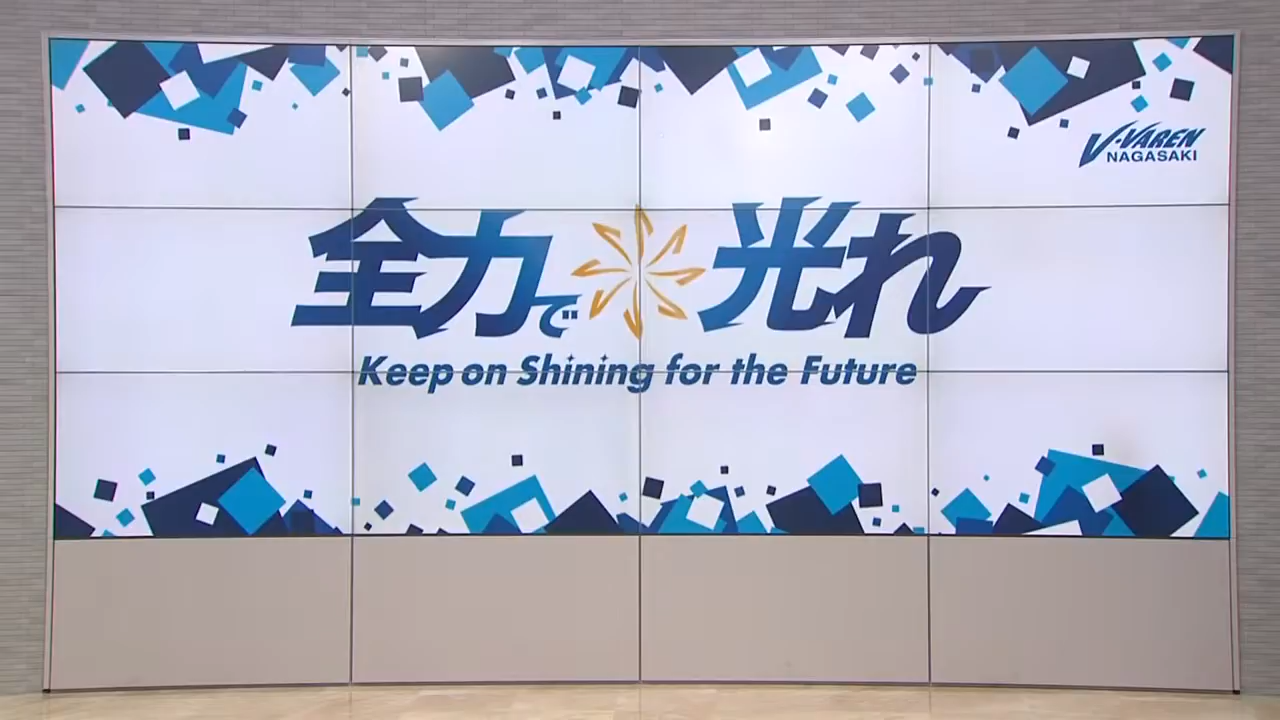 V·VAREN
NAGASAKI
全力で光れ
Keep on Shining for the Future